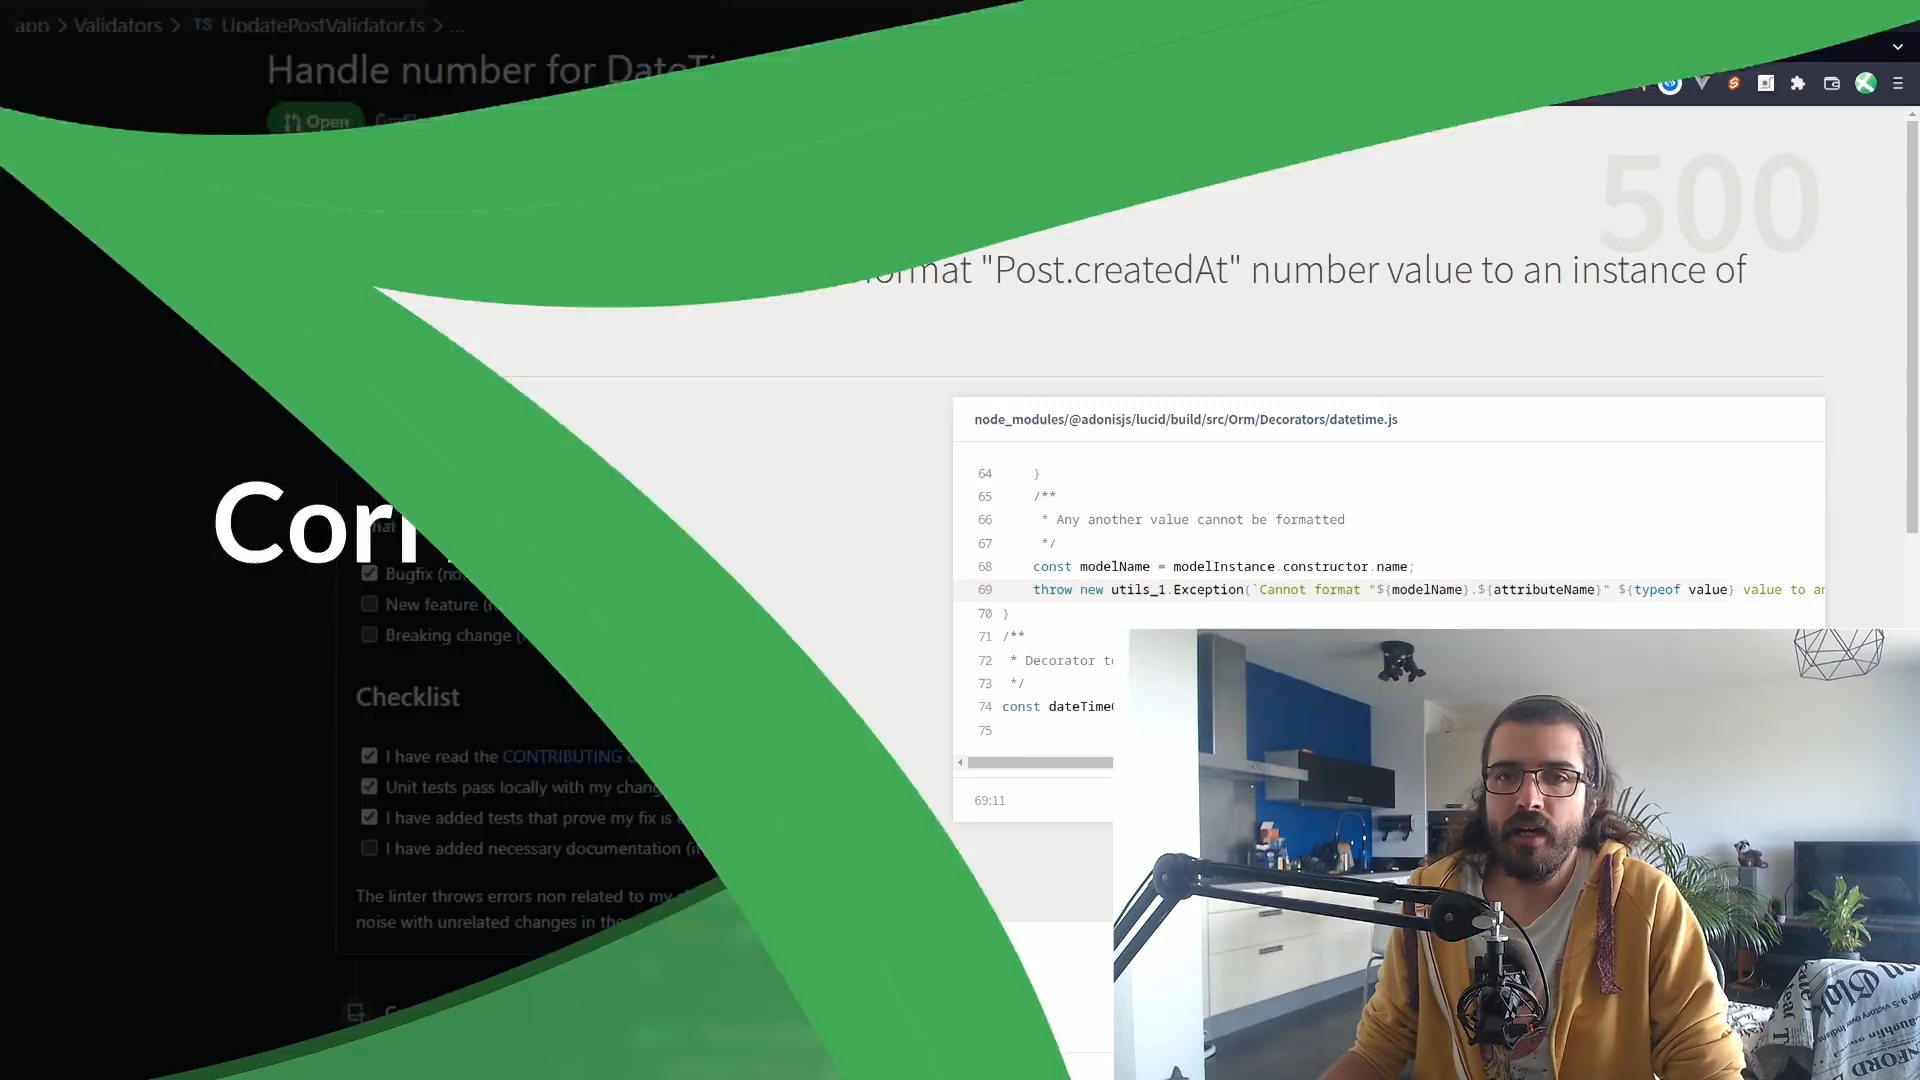 app > Validators > TS UpdatePostValidator.ts > ...
Handle number for DateTi
Open
500
format "Post.createdAt" number value to an instance of
node_modules/@adonisjs/lucid/build/src/Orm/Decorators/datetime.js
64 }
65 /**
66 * Any another value cannot be formatted
67 */
68 const modelName = modelInstance.constructor.name;
69 throw new utils_1.Exception(`Cannot format "${modelName}.${attributeName}" ${typeof value} value to an
70 }
71 /**
72 * Decorator to
73 */
74 const dateTime
75
69:11
Corr
Bugfix (no
New feature (
Breaking change (
Checklist
I have read the CONTRIBUTING
Unit tests pass locally with my chang
I have added tests that prove my fix is
I have added necessary documentation (i
The linter throws errors non related to my
noise with unrelated changes in the